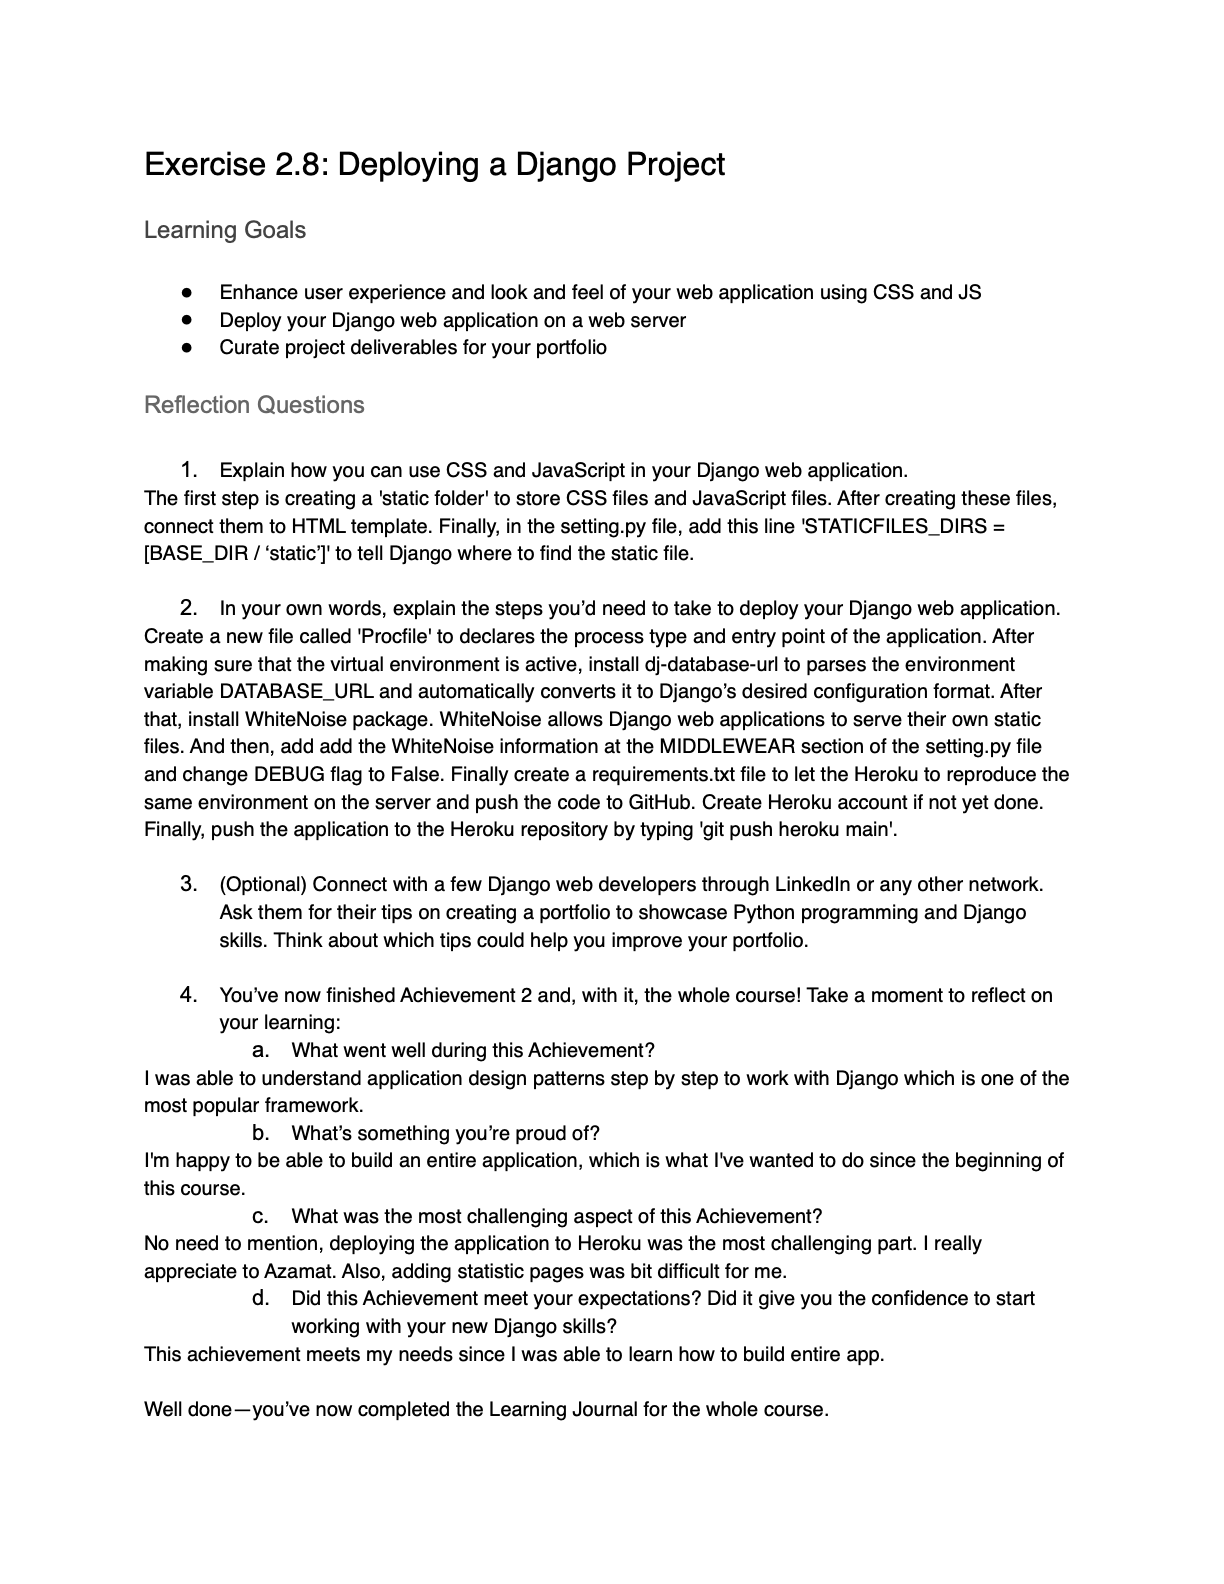 Exercise 2.8: Deploying a Django Project
Learning Goals
● Enhance user experience and look and feel of your web application using CSS and JS
● Deploy your Django web application on a web server
● Curate project deliverables for your portfolio
Reflection Questions
1. Explain how you can use CSS and JavaScript in your Django web application.
The first step is creating a 'static folder' to store CSS files and JavaScript files. After creating these files,
connect them to HTML template. Finally, in the setting.py file, add this line 'STATICFILES_DIRS =
[BASE_DIR / ‘static’]' to tell Django where to find the static file.
2. In your own words, explain the steps you’d need to take to deploy your Django web application.
Create a new file called 'Procfile' to declares the process type and entry point of the application. After
making sure that the virtual environment is active, install dj-database-url to parses the environment
variable DATABASE_URL and automatically converts it to Django’s desired configuration format. After
that, install WhiteNoise package. WhiteNoise allows Django web applications to serve their own static
files. And then, add add the WhiteNoise information at the MIDDLEWEAR section of the setting.py file
and change DEBUG flag to False. Finally create a requirements.txt file to let the Heroku to reproduce the
same environment on the server and push the code to GitHub. Create Heroku account if not yet done.
Finally, push the application to the Heroku repository by typing 'git push heroku main'.
3. (Optional) Connect with a few Django web developers through LinkedIn or any other network.
Ask them for their tips on creating a portfolio to showcase Python programming and Django
skills. Think about which tips could help you improve your portfolio.
4. You’ve now finished Achievement 2 and, with it, the whole course! Take a moment to reflect on
your learning:
a. What went well during this Achievement?
I was able to understand application design patterns step by step to work with Django which is one of the
most popular framework.
b. What’s something you’re proud of?
I'm happy to be able to build an entire application, which is what I've wanted to do since the beginning of
this course.
c. What was the most challenging aspect of this Achievement?
No need to mention, deploying the application to Heroku was the most challenging part. I really
appreciate to Azamat. Also, adding statistic pages was bit difficult for me.
d. Did this Achievement meet your expectations? Did it give you the confidence to start
working with your new Django skills?
This achievement meets my needs since I was able to learn how to build entire app.
Well done—you’ve now completed the Learning Journal for the whole course.